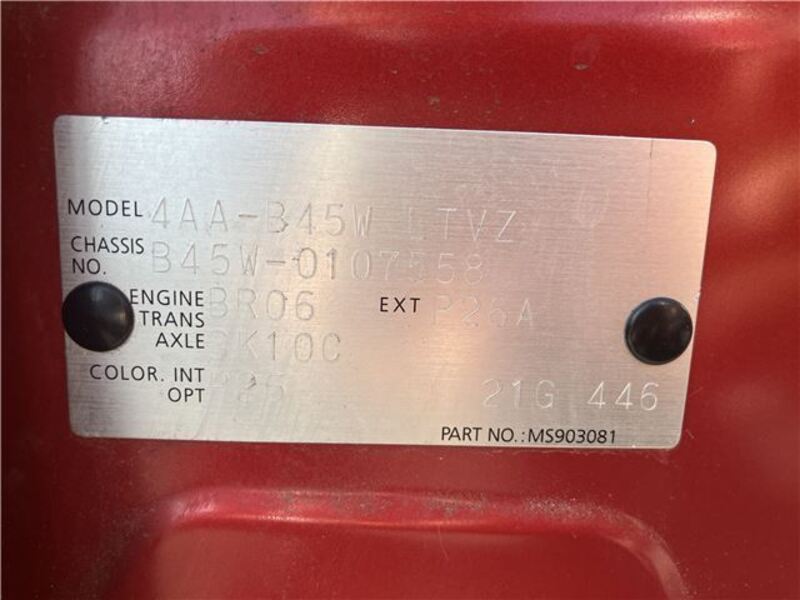 MODEL 4AA-B45W LTVZ
CHASSIS NO. B45W-0107558
ENGINE BR06 EXT P26A
TRANS AXLE K10C
COLOR. INT
OPT 21G 446
PART NO.:MS903081